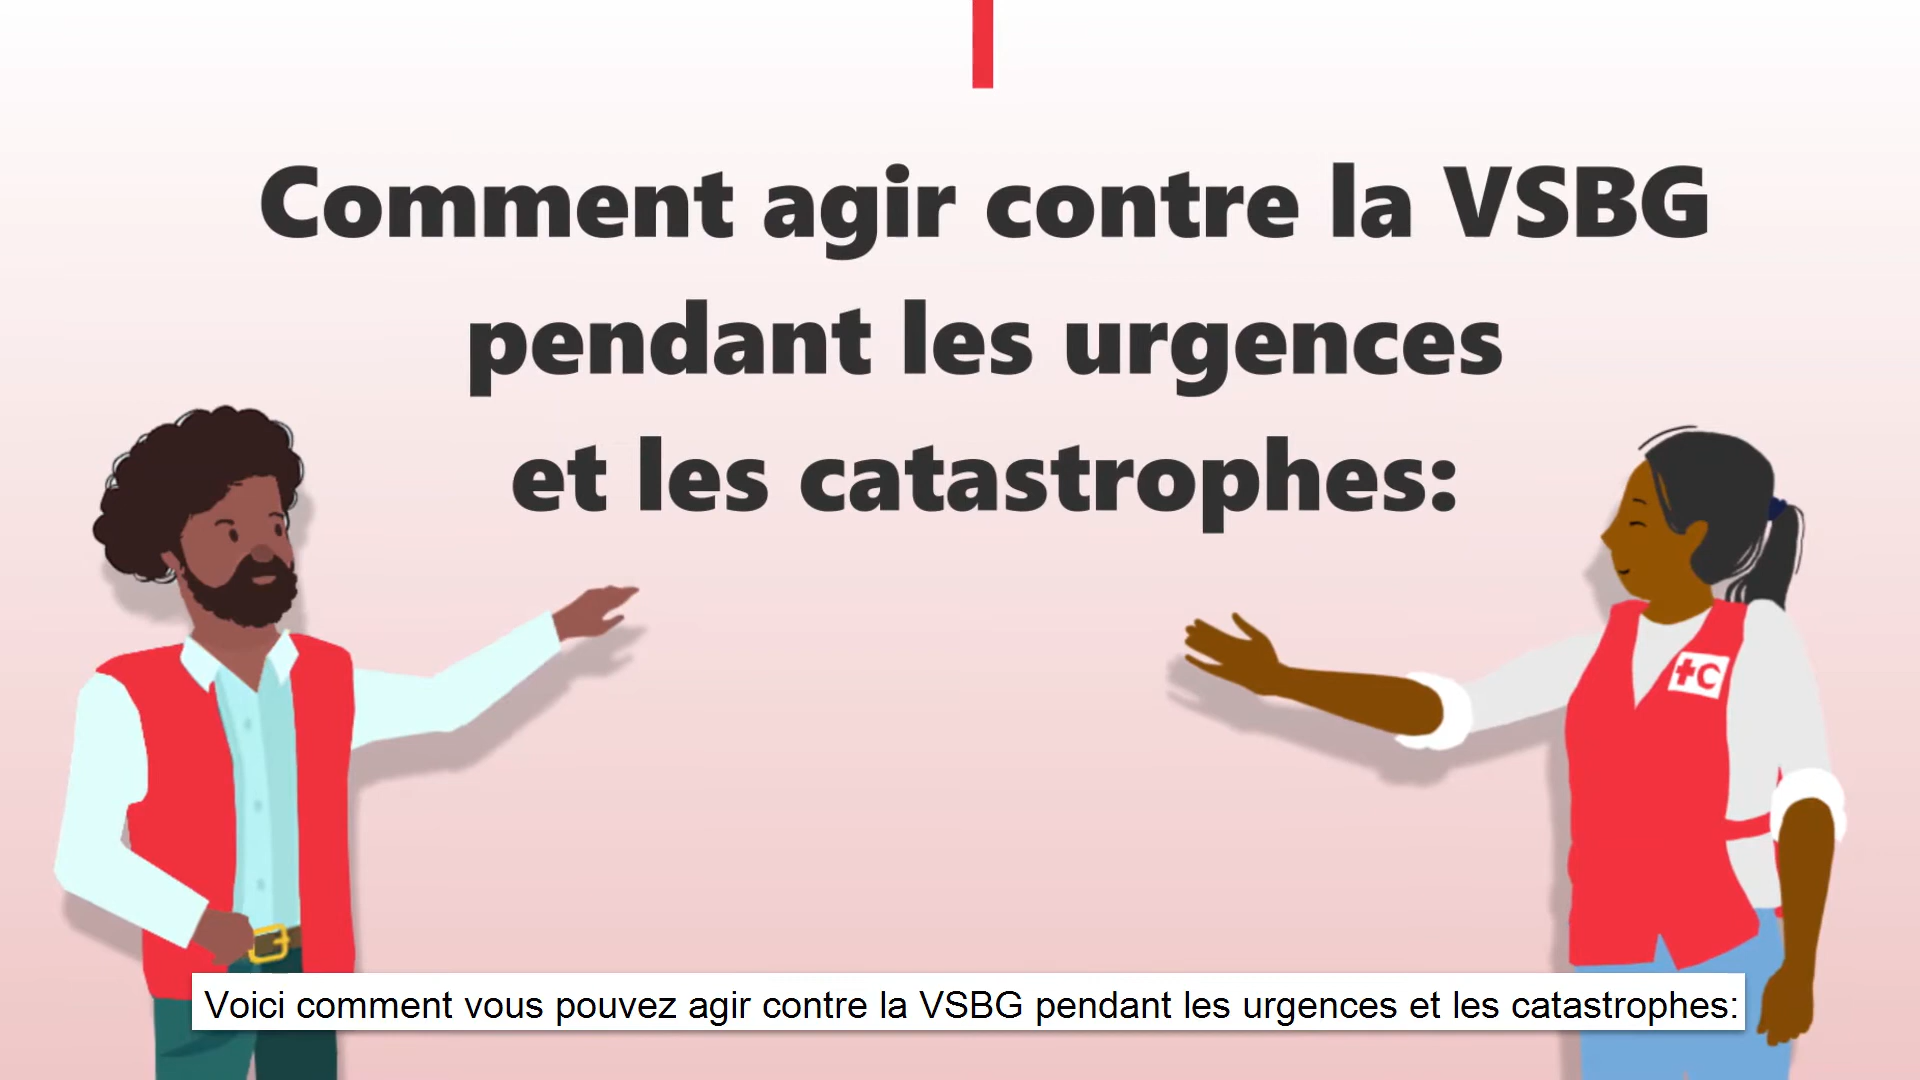 Comment agir contre la VSBG
pendant les urgences
et les catastrophes:
Voici comment vous pouvez agir contre la VSBG pendant les urgences et les catastrophes: